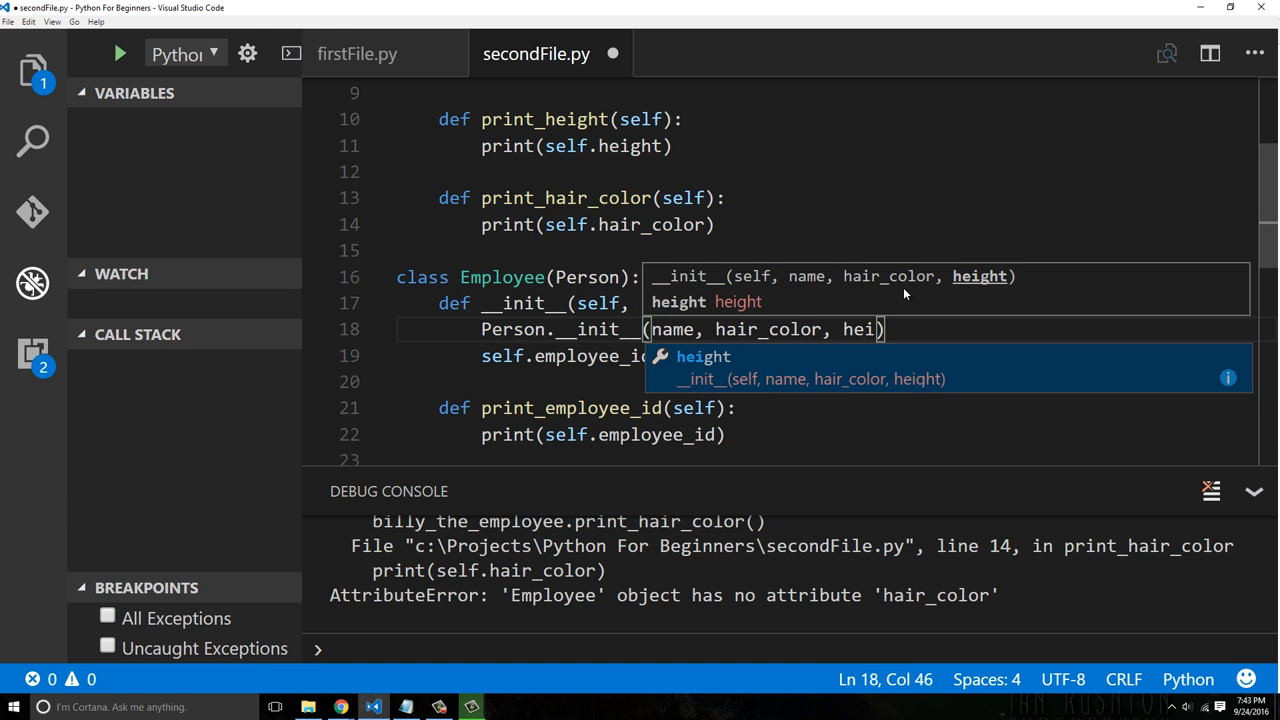 secondFile.py - Python For Beginners - Visual Studio Code
File Edit View Go Help
1
2
Pythor
firstFile.py
secondFile.py
VARIABLES
WATCH
CALL STACK
BREAKPOINTS
All Exceptions
Uncaught Exceptions
9
10 def print_height(self):
11 print(self.height)
12
13 def print_hair_color(self):
14 print(self.hair_color)
15
16 class Employee(Person):
17 def __init__(self,
18 Person.__init__(name, hair_color, hei)
19 self.employee_id
20
21 def print_employee_id(self):
22 print(self.employee_id)
23
__init__(self, name, hair_color, height)
height height
height
__init__(self, name, hair_color, height)
DEBUG CONSOLE
billy_the_employee.print_hair_color()
File "c:\Projects\Python For Beginners\secondFile.py", line 14, in print_hair_color
print(self.hair_color)
AttributeError: 'Employee' object has no attribute 'hair_color'
0 0
Ln 18, Col 46 Spaces: 4 UTF-8 CRLF Python
I'm Cortana. Ask me anything.
7:43 PM
9/24/2016